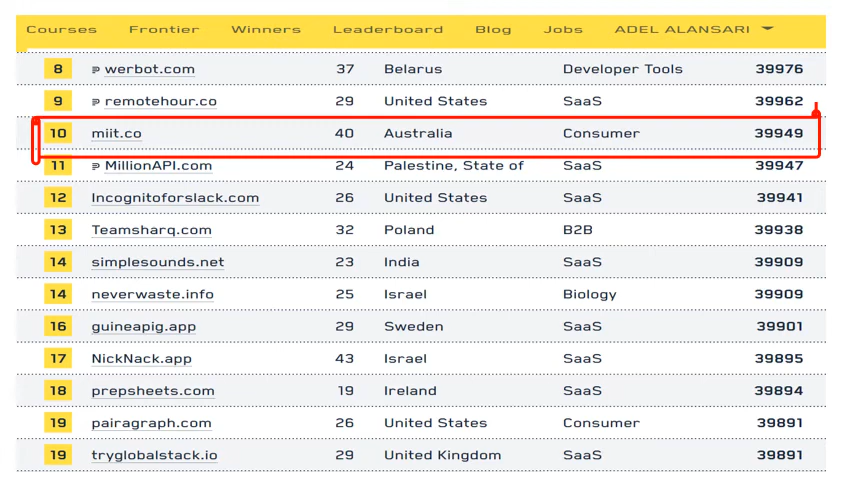 Courses Frontier Winners Leaderboard Blog Jobs ADEL ALANSARI
8 werbot.com 37 Belarus Developer Tools 39976
9 remotehour.co 29 United States SaaS 39962
10 miit.co 40 Australia Consumer 39949
11 MillionAPI.com 24 Palestine, State of SaaS 39947
12 Incognitoforslack.com 26 United States SaaS 39941
13 Teamsharq.com 32 Poland B2B 39938
14 simplesounds.net 23 India SaaS 39909
14 neverwaste.info 25 Israel Biology 39909
16 guineapig.app 29 Sweden SaaS 39901
17 NickNack.app 43 Israel SaaS 39895
18 prepsheets.com 19 Ireland SaaS 39894
19 pairagraph.com 26 United States Consumer 39891
19 tryglobalstack.io 29 United Kingdom SaaS 39891